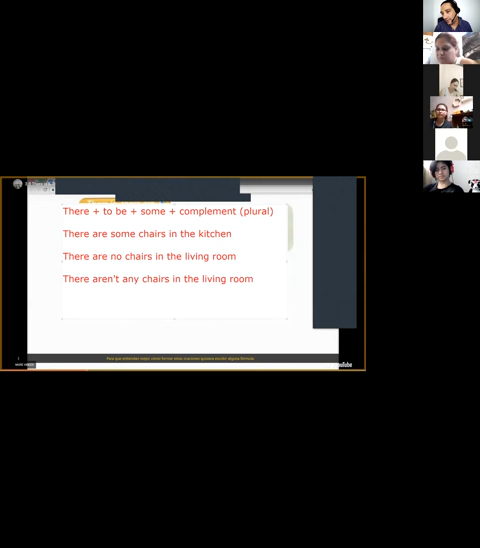 There + to be + some + complement (plural)
There are some chairs in the kitchen
There are no chairs in the living room
There aren't any chairs in the living room